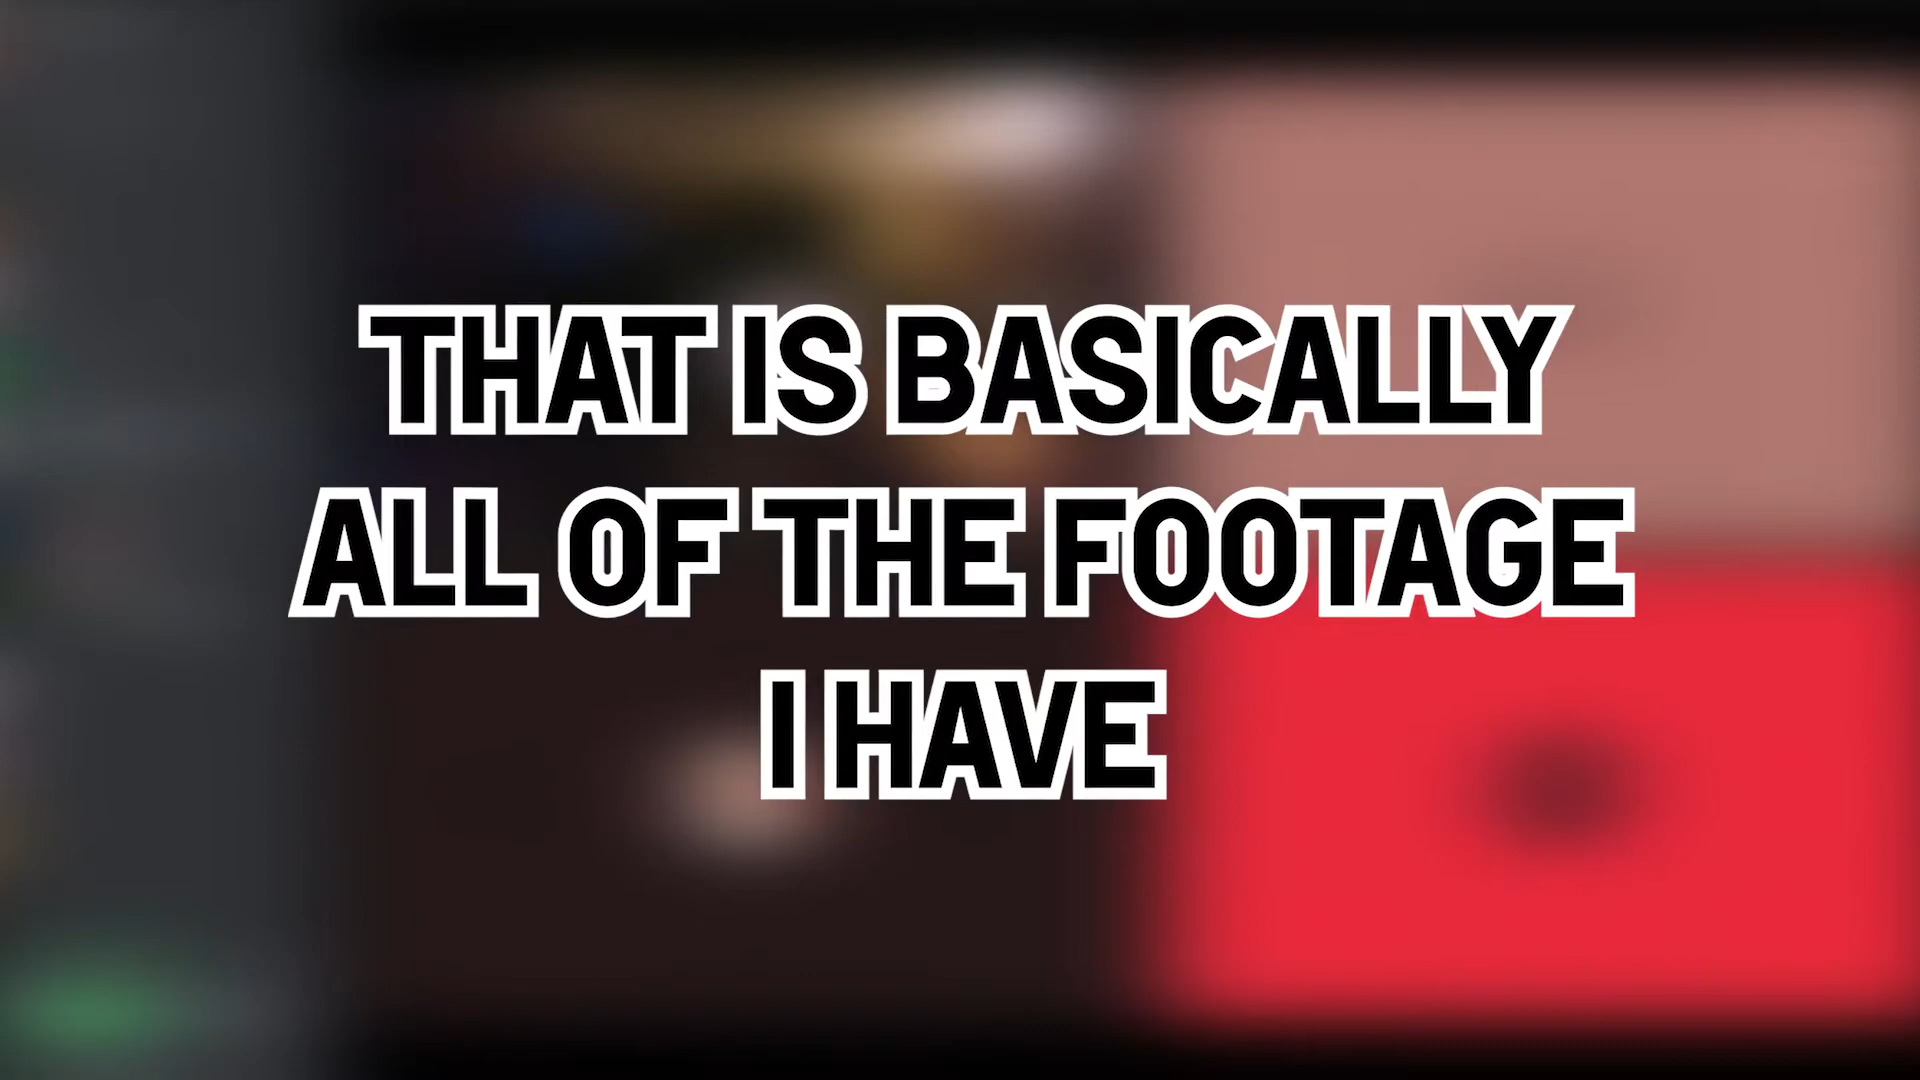 THAT IS BASICALLY
ALL OF THE FOOTAGE
I HAVE